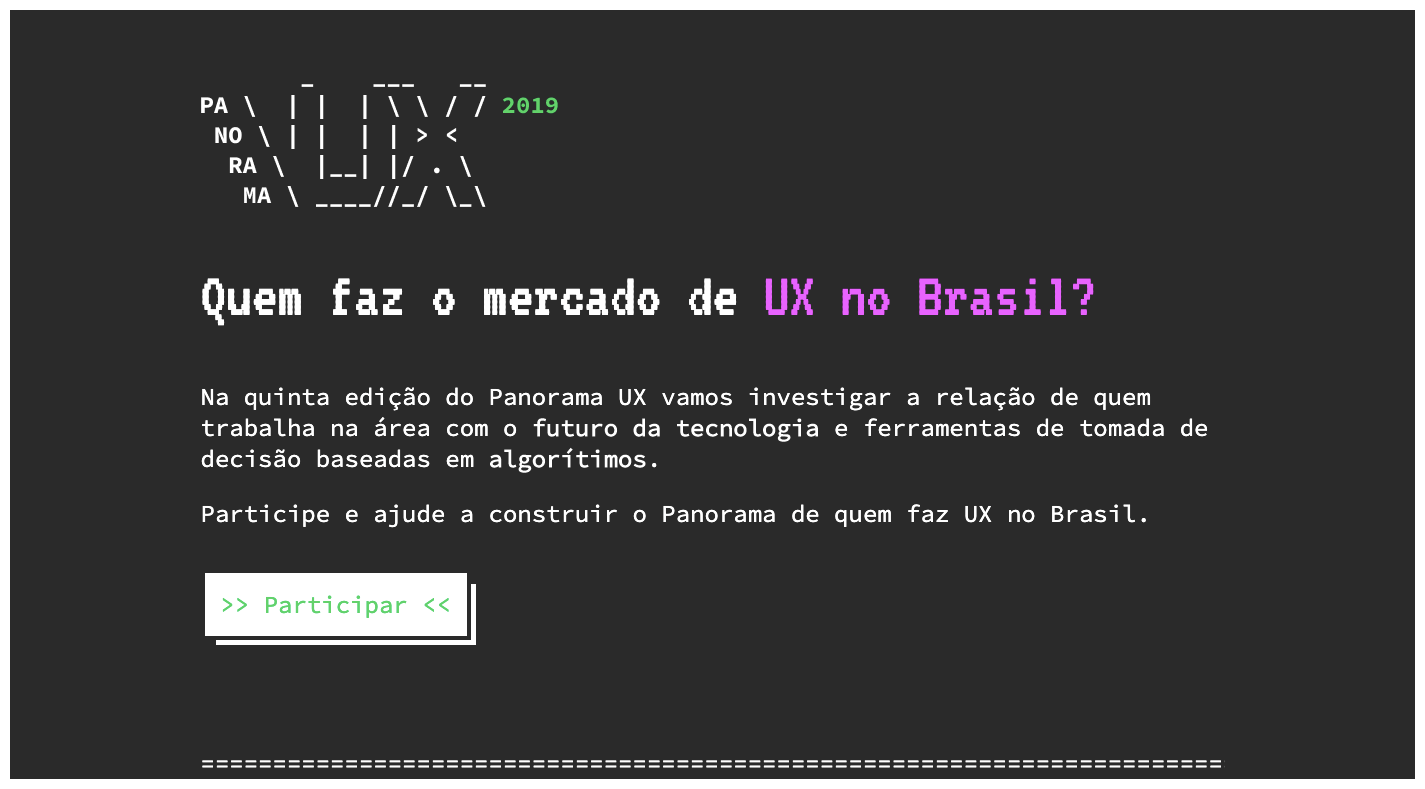 _    ___   __
PA \  | |  | \ \ / / 2019
 NO \ | |  | | > <
  RA \  |__| |/ . \
   MA \ ____//_/ \_\
Quem faz o mercado de UX no Brasil?
Na quinta edição do Panorama UX vamos investigar a relação de quem
trabalha na área com o futuro da tecnologia e ferramentas de tomada de
decisão baseadas em algorítimos.
Participe e ajude a construir o Panorama de quem faz UX no Brasil.
>> Participar <<
=======================================================================